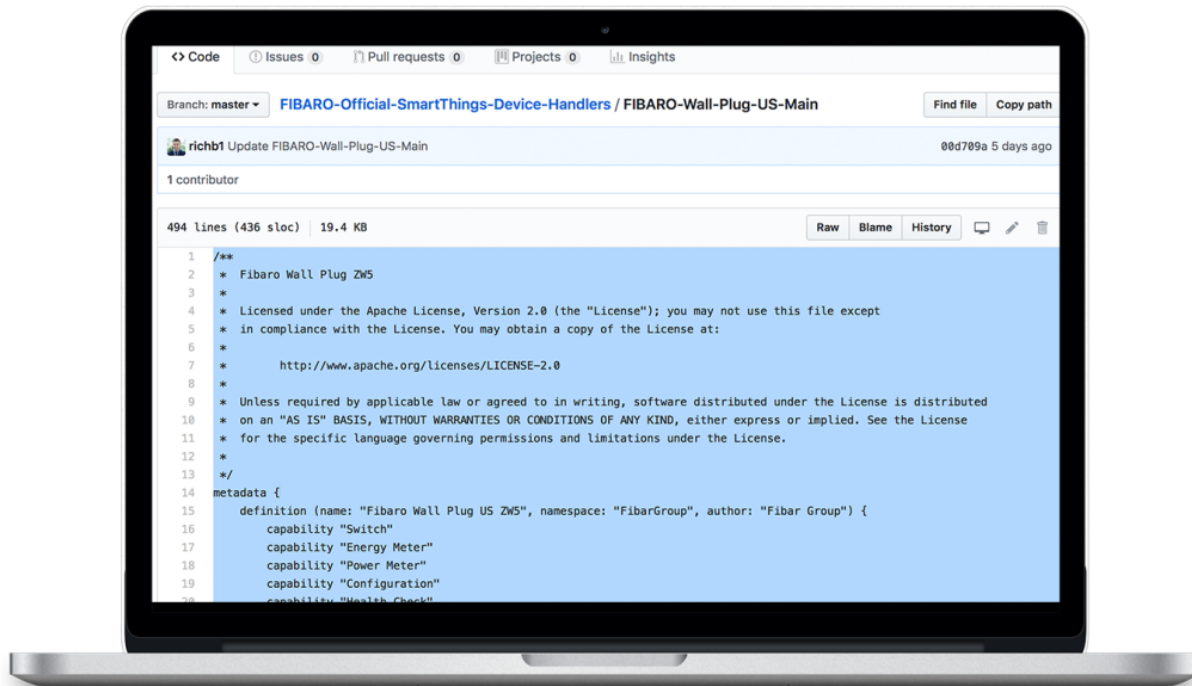 Code Issues 0 Pull requests 0 Projects 0 Insights
Branch: master FIBARO-Official-SmartThings-Device-Handlers / FIBARO-Wall-Plug-US-Main Find file Copy path
richb1 Update FIBARO-Wall-Plug-US-Main 00d709a 5 days ago
1 contributor
494 lines (436 sloc) 19.4 KB Raw Blame History
1 /**
2 * Fibaro Wall Plug ZW5
3 *
4 * Licensed under the Apache License, Version 2.0 (the "License"); you may not use this file except
5 * in compliance with the License. You may obtain a copy of the License at:
6 *
7 * http://www.apache.org/licenses/LICENSE-2.0
8 *
9 * Unless required by applicable law or agreed to in writing, software distributed under the License is distributed
10 * on an "AS IS" BASIS, WITHOUT WARRANTIES OR CONDITIONS OF ANY KIND, either express or implied. See the License
11 * for the specific language governing permissions and limitations under the License.
12 *
13 */
14 metadata {
15 definition (name: "Fibaro Wall Plug US ZW5", namespace: "FibarGroup", author: "Fibar Group") {
16 capability "Switch"
17 capability "Energy Meter"
18 capability "Power Meter"
19 capability "Configuration"
20 capability "Health Check"